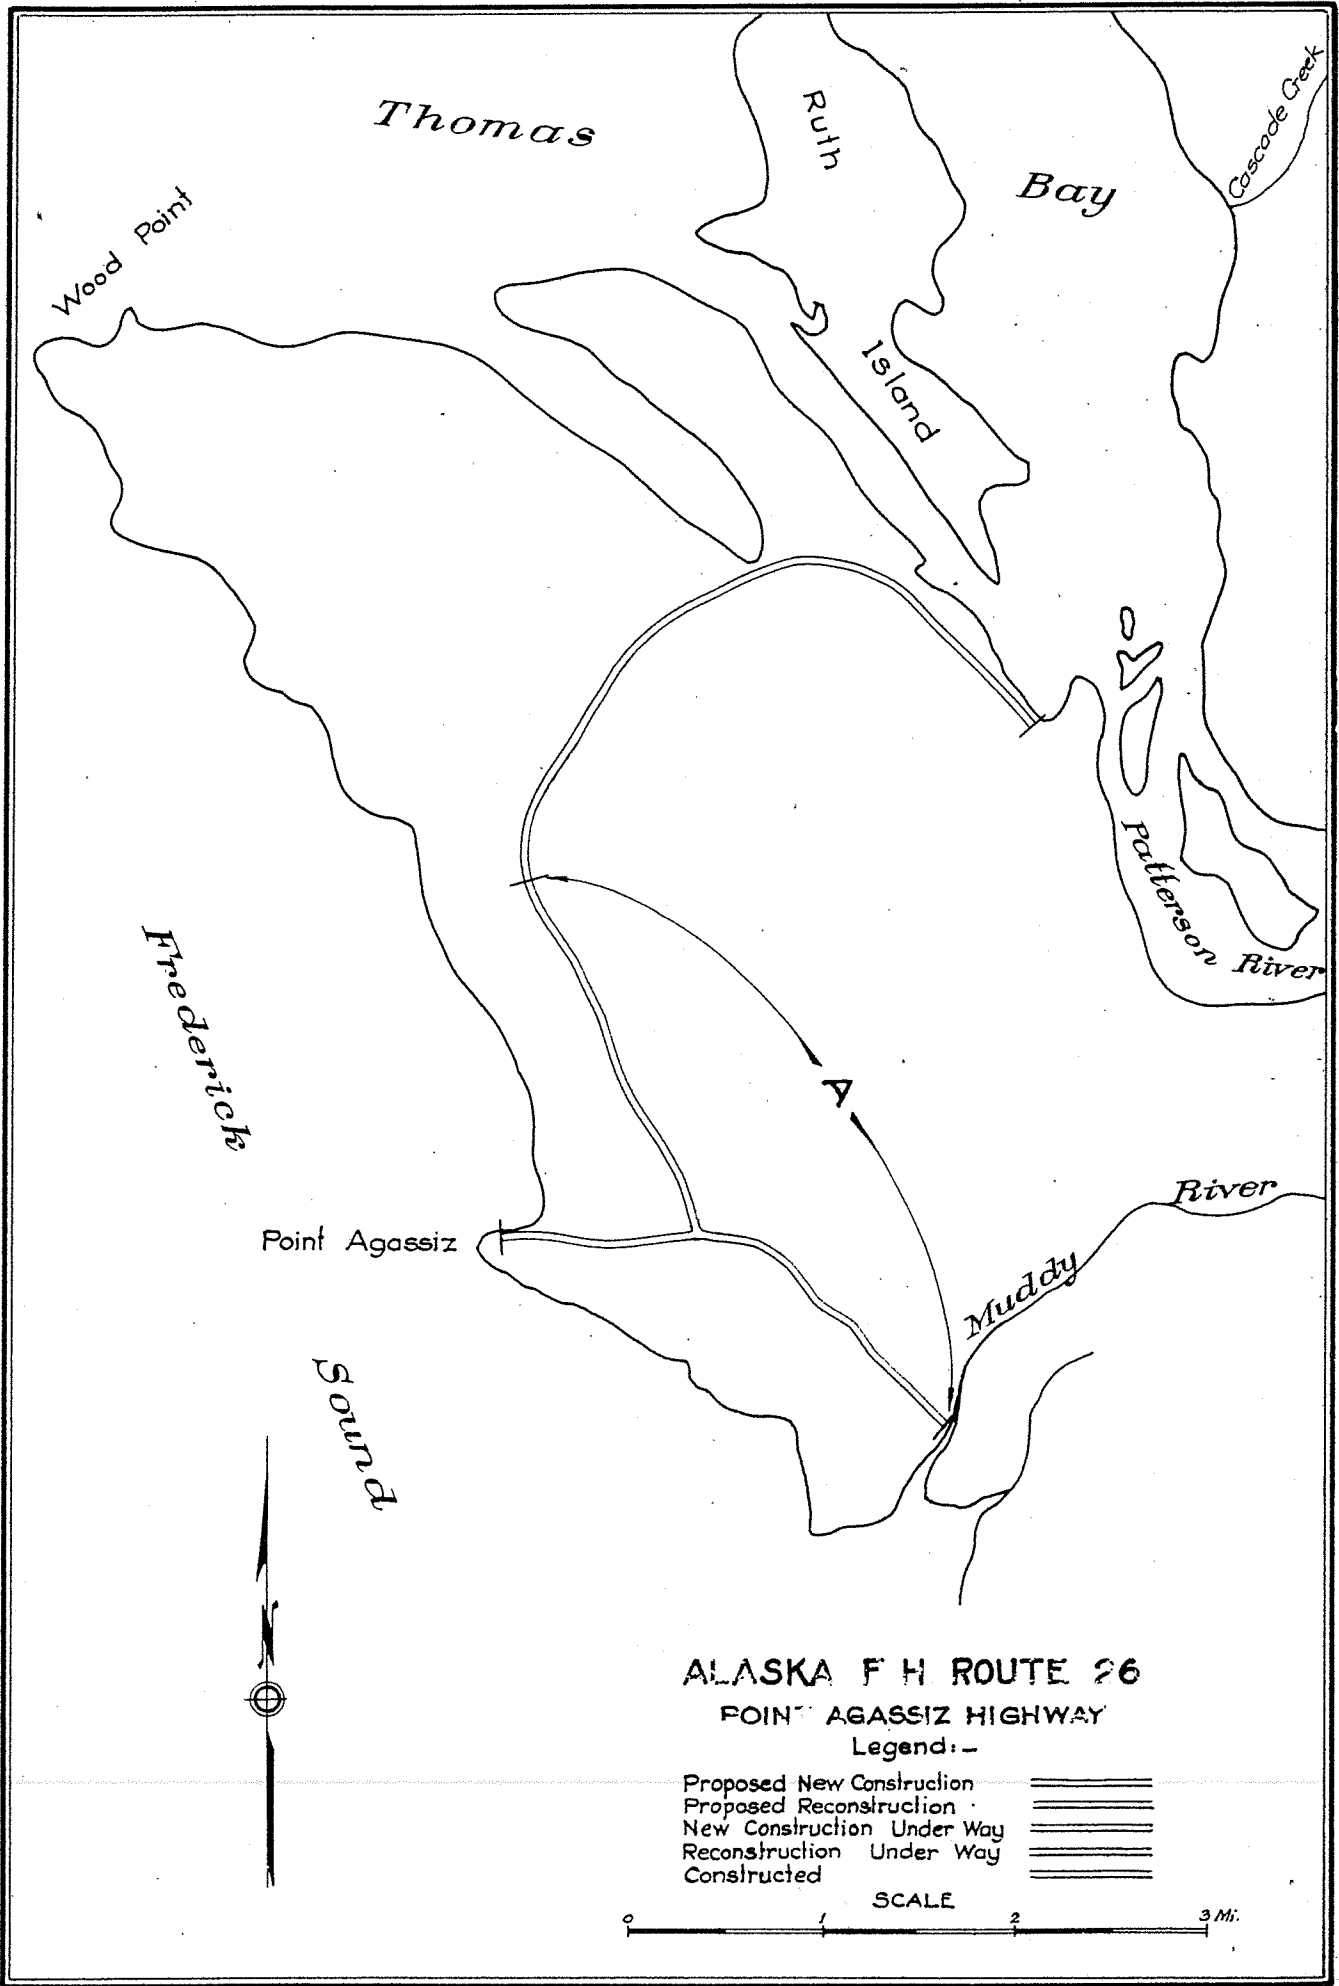 Thomas
Ruth
Bay
Cascade Creek
Wood Point
Island
Patterson River
Frederick
A
River
Point Agassiz
Muddy
Sound
N
ALASKA F H ROUTE 26
POINT AGASSIZ HIGHWAY
Legend:-
Proposed New Construction
Proposed Reconstruction
New Construction Under Way
Reconstruction Under Way
Constructed
SCALE
0 1 2 3 Mi.